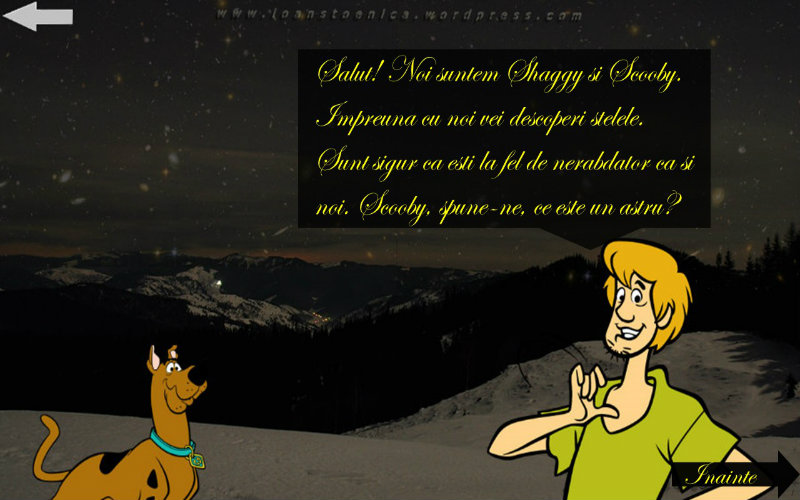 www.ioanstoenica.wordpress.com
Salut! Noi suntem Shaggy si Scooby.
Impreuna cu noi vei descoperi stelele.
Sunt sigur ca esti la fel de nerabdator ca si
noi. Scooby, spune-ne, ce este un astru?
Inainte